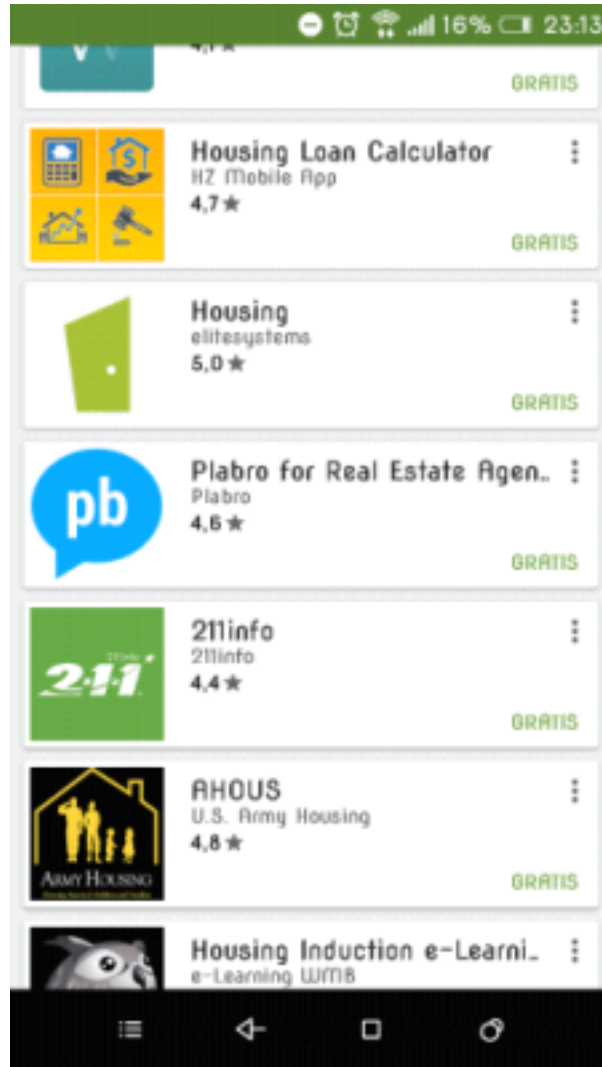 16% 23:13
GRATIS
Housing Loan Calculator
HZ Mobile App
4,7★
GRATIS
Housing
elitesystems
5,0★
GRATIS
pb
Plabro for Real Estate Agen..
Plabro
4,6★
GRATIS
2·1·1
211info
211info
4,4★
GRATIS
ARMY HOUSING
AHOUS
U.S. Army Housing
4,8★
GRATIS
Housing Induction e-Learni..
e-Learning WMB